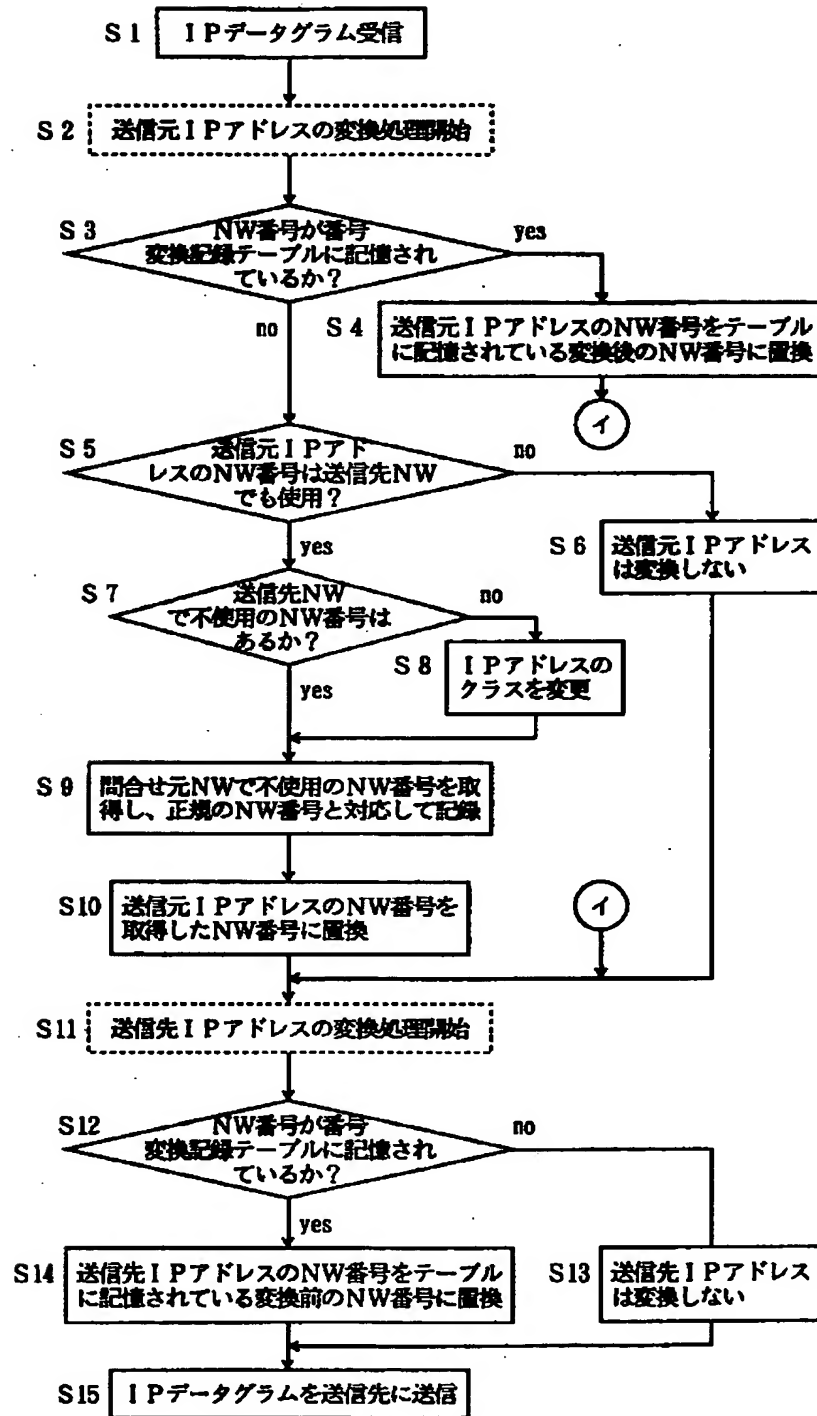 S1 IPデータグラム受信
S2 送信元IPアドレスの変換処理開始
S3 NW番号が番号
変換記録テーブルに記憶され
ているか？
yes
no
S4 送信元IPアドレスのNW番号をテーブル
に記憶されている変換後のNW番号に置換
イ
S5 送信元IPアド
レスのNW番号は送信先NW
でも使用？
no
yes
S6 送信元IPアドレス
は変換しない
S7 送信先NW
で不使用のNW番号は
あるか？
no
yes
S8 IPアドレスの
クラスを変更
S9 問合せ元NWで不使用のNW番号を取
得し、正規のNW番号と対応して記録
S10 送信元IPアドレスのNW番号を
取得したNW番号に置換
イ
S11 送信先IPアドレスの変換処理開始
S12 NW番号が番号
変換記録テーブルに記憶され
ているか？
no
yes
S14 送信先IPアドレスのNW番号をテーブル
に記憶されている変換前のNW番号に置換
S13 送信先IPアドレス
は変換しない
S15 IPデータグラムを送信先に送信